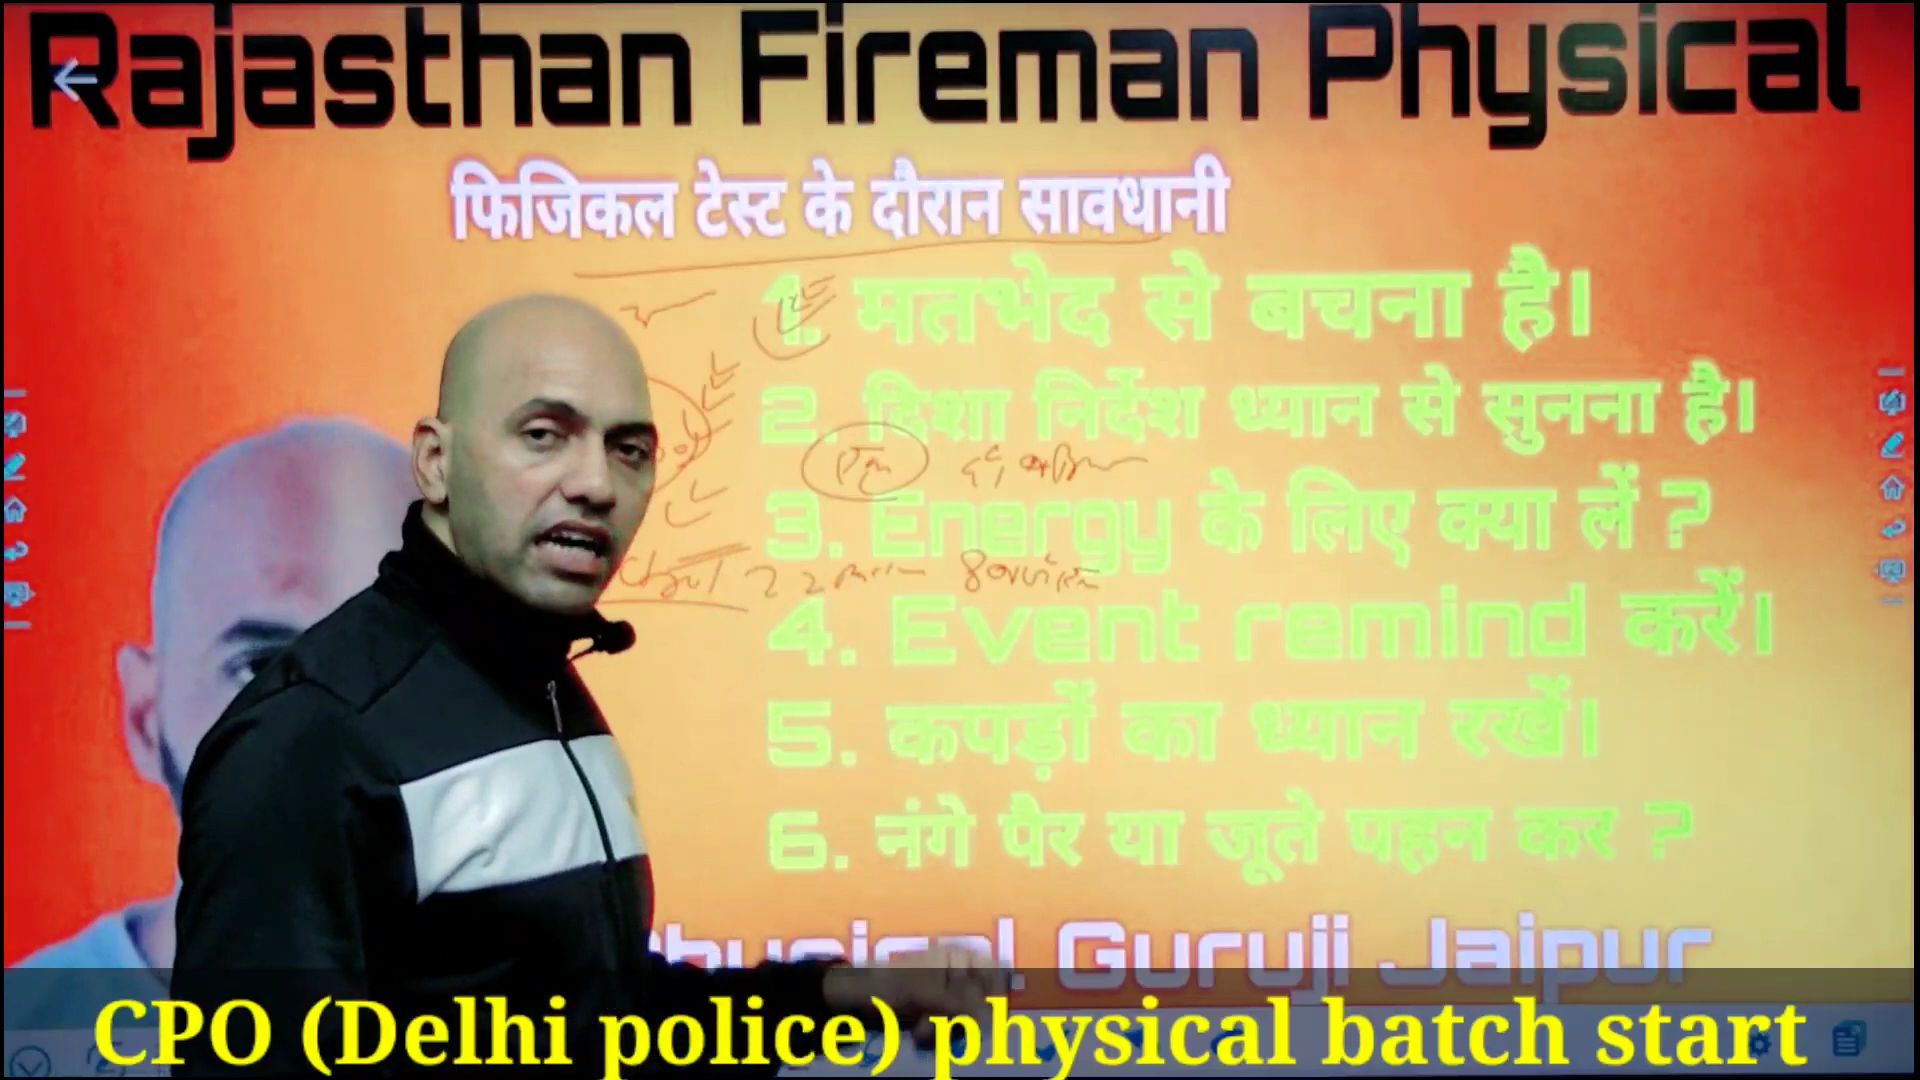 Rajasthan Fireman Physical
फिजिकल टेस्ट के दौरान सावधानी
1. मतभेद से बचना है।
2. दिशा निर्देश ध्यान से सुनना है।
3. Energy के लिए क्या लें ?
4. Event remind करें।
5. कपड़ों का ध्यान रखें।
6. नंगे पैर या जूते पहन कर ?
Physical Guruji Jaipur
CPO (Delhi police) physical batch start